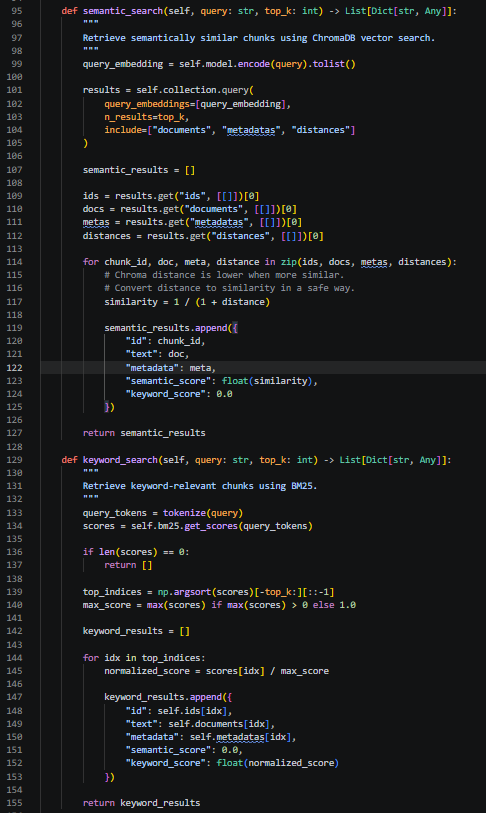 95 def semantic_search(self, query: str, top_k: int) -> List[Dict[str, Any]]:
96 """
97 Retrieve semantically similar chunks using ChromaDB vector search.
98 """
99 query_embedding = self.model.encode(query).tolist()
100
101 results = self.collection.query(
102 query_embeddings=[query_embedding],
103 n_results=top_k,
104 include=["documents", "metadatas", "distances"]
105 )
106
107 semantic_results = []
108
109 ids = results.get("ids", [[]])[0]
110 docs = results.get("documents", [[]])[0]
111 metas = results.get("metadatas", [[]])[0]
112 distances = results.get("distances", [[]])[0]
113
114 for chunk_id, doc, meta, distance in zip(ids, docs, metas, distances):
115 # Chroma distance is lower when more similar.
116 # Convert distance to similarity in a safe way.
117 similarity = 1 / (1 + distance)
118
119 semantic_results.append({
120 "id": chunk_id,
121 "text": doc,
122 "metadata": meta,
123 "semantic_score": float(similarity),
124 "keyword_score": 0.0
125 })
126
127 return semantic_results
128
129 def keyword_search(self, query: str, top_k: int) -> List[Dict[str, Any]]:
130 """
131 Retrieve keyword-relevant chunks using BM25.
132 """
133 query_tokens = tokenize(query)
134 scores = self.bm25.get_scores(query_tokens)
135
136 if len(scores) == 0:
137 return []
138
139 top_indices = np.argsort(scores)[-top_k:][::-1]
140 max_score = max(scores) if max(scores) > 0 else 1.0
141
142 keyword_results = []
143
144 for idx in top_indices:
145 normalized_score = scores[idx] / max_score
146
147 keyword_results.append({
148 "id": self.ids[idx],
149 "text": self.documents[idx],
150 "metadata": self.metadatas[idx],
151 "semantic_score": 0.0,
152 "keyword_score": float(normalized_score)
153 })
154
155 return keyword_results